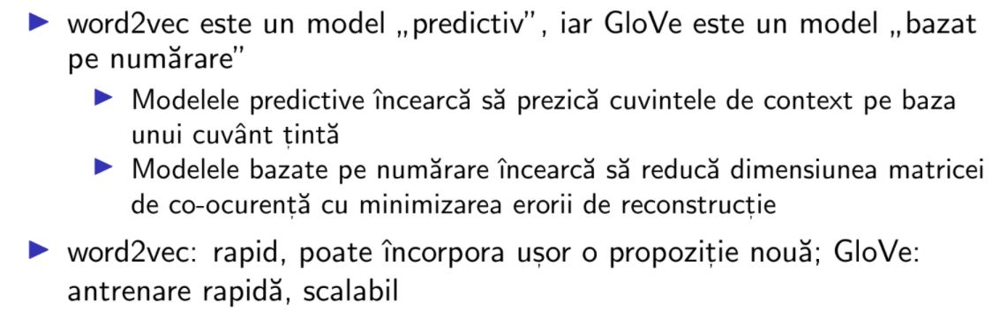 word2vec este un model „predictiv”, iar GloVe este un model „bazat
pe numărare”
Modelele predictive încearcă să prezică cuvintele de context pe baza
unui cuvânt țintă
Modelele bazate pe numărare încearcă să reducă dimensiunea matricei
de co-ocurență cu minimizarea erorii de reconstrucție
word2vec: rapid, poate încorpora ușor o propoziție nouă; GloVe:
antrenare rapidă, scalabil